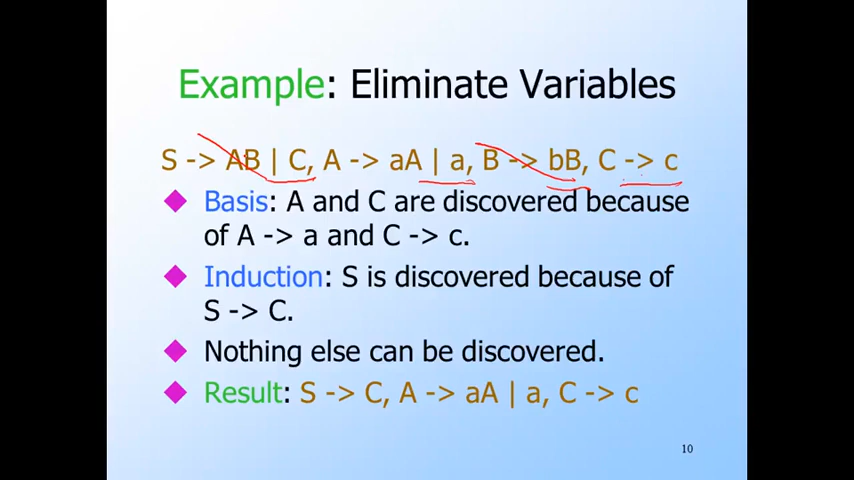 Example: Eliminate Variables
S -> AB | C, A -> aA | a, B -> bB, C -> c
Basis: A and C are discovered because
of A -> a and C -> c.
Induction: S is discovered because of
S -> C.
Nothing else can be discovered.
Result: S -> C, A -> aA | a, C -> c
10